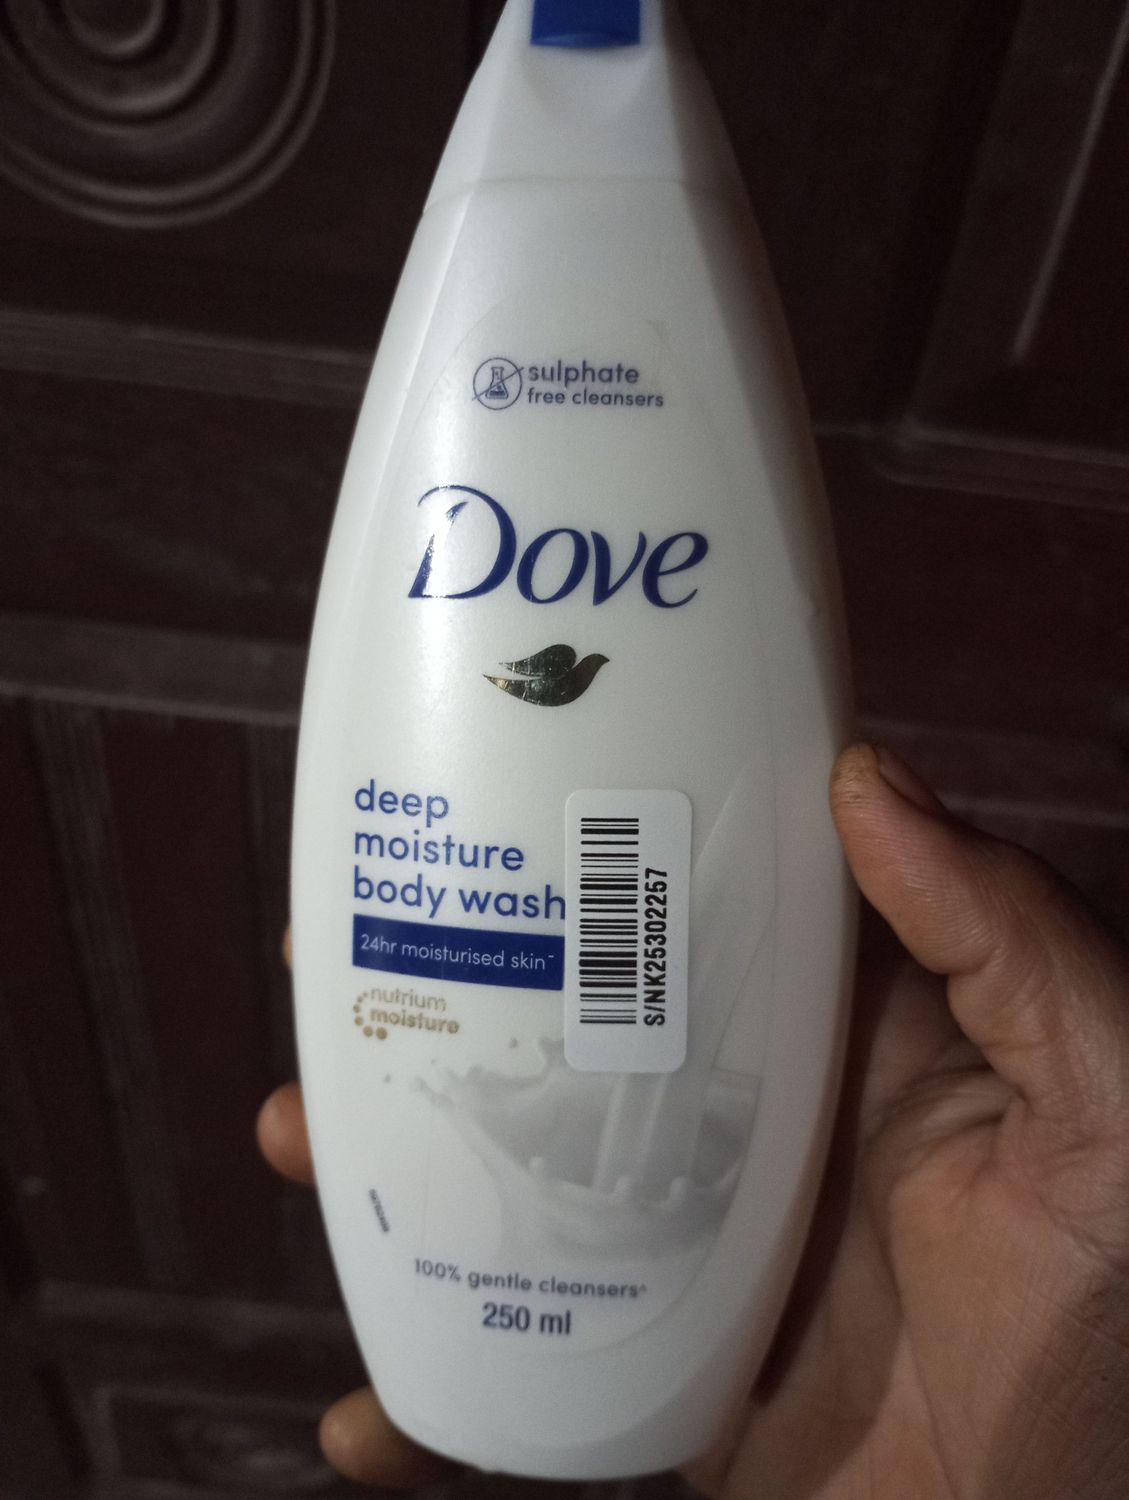 sulphate
free cleansers
Dove
deep
moisture
body wash
24hr moisturised skin~
nutrium
moisture
S/NK25302257
100% gentle cleansers^
250 ml